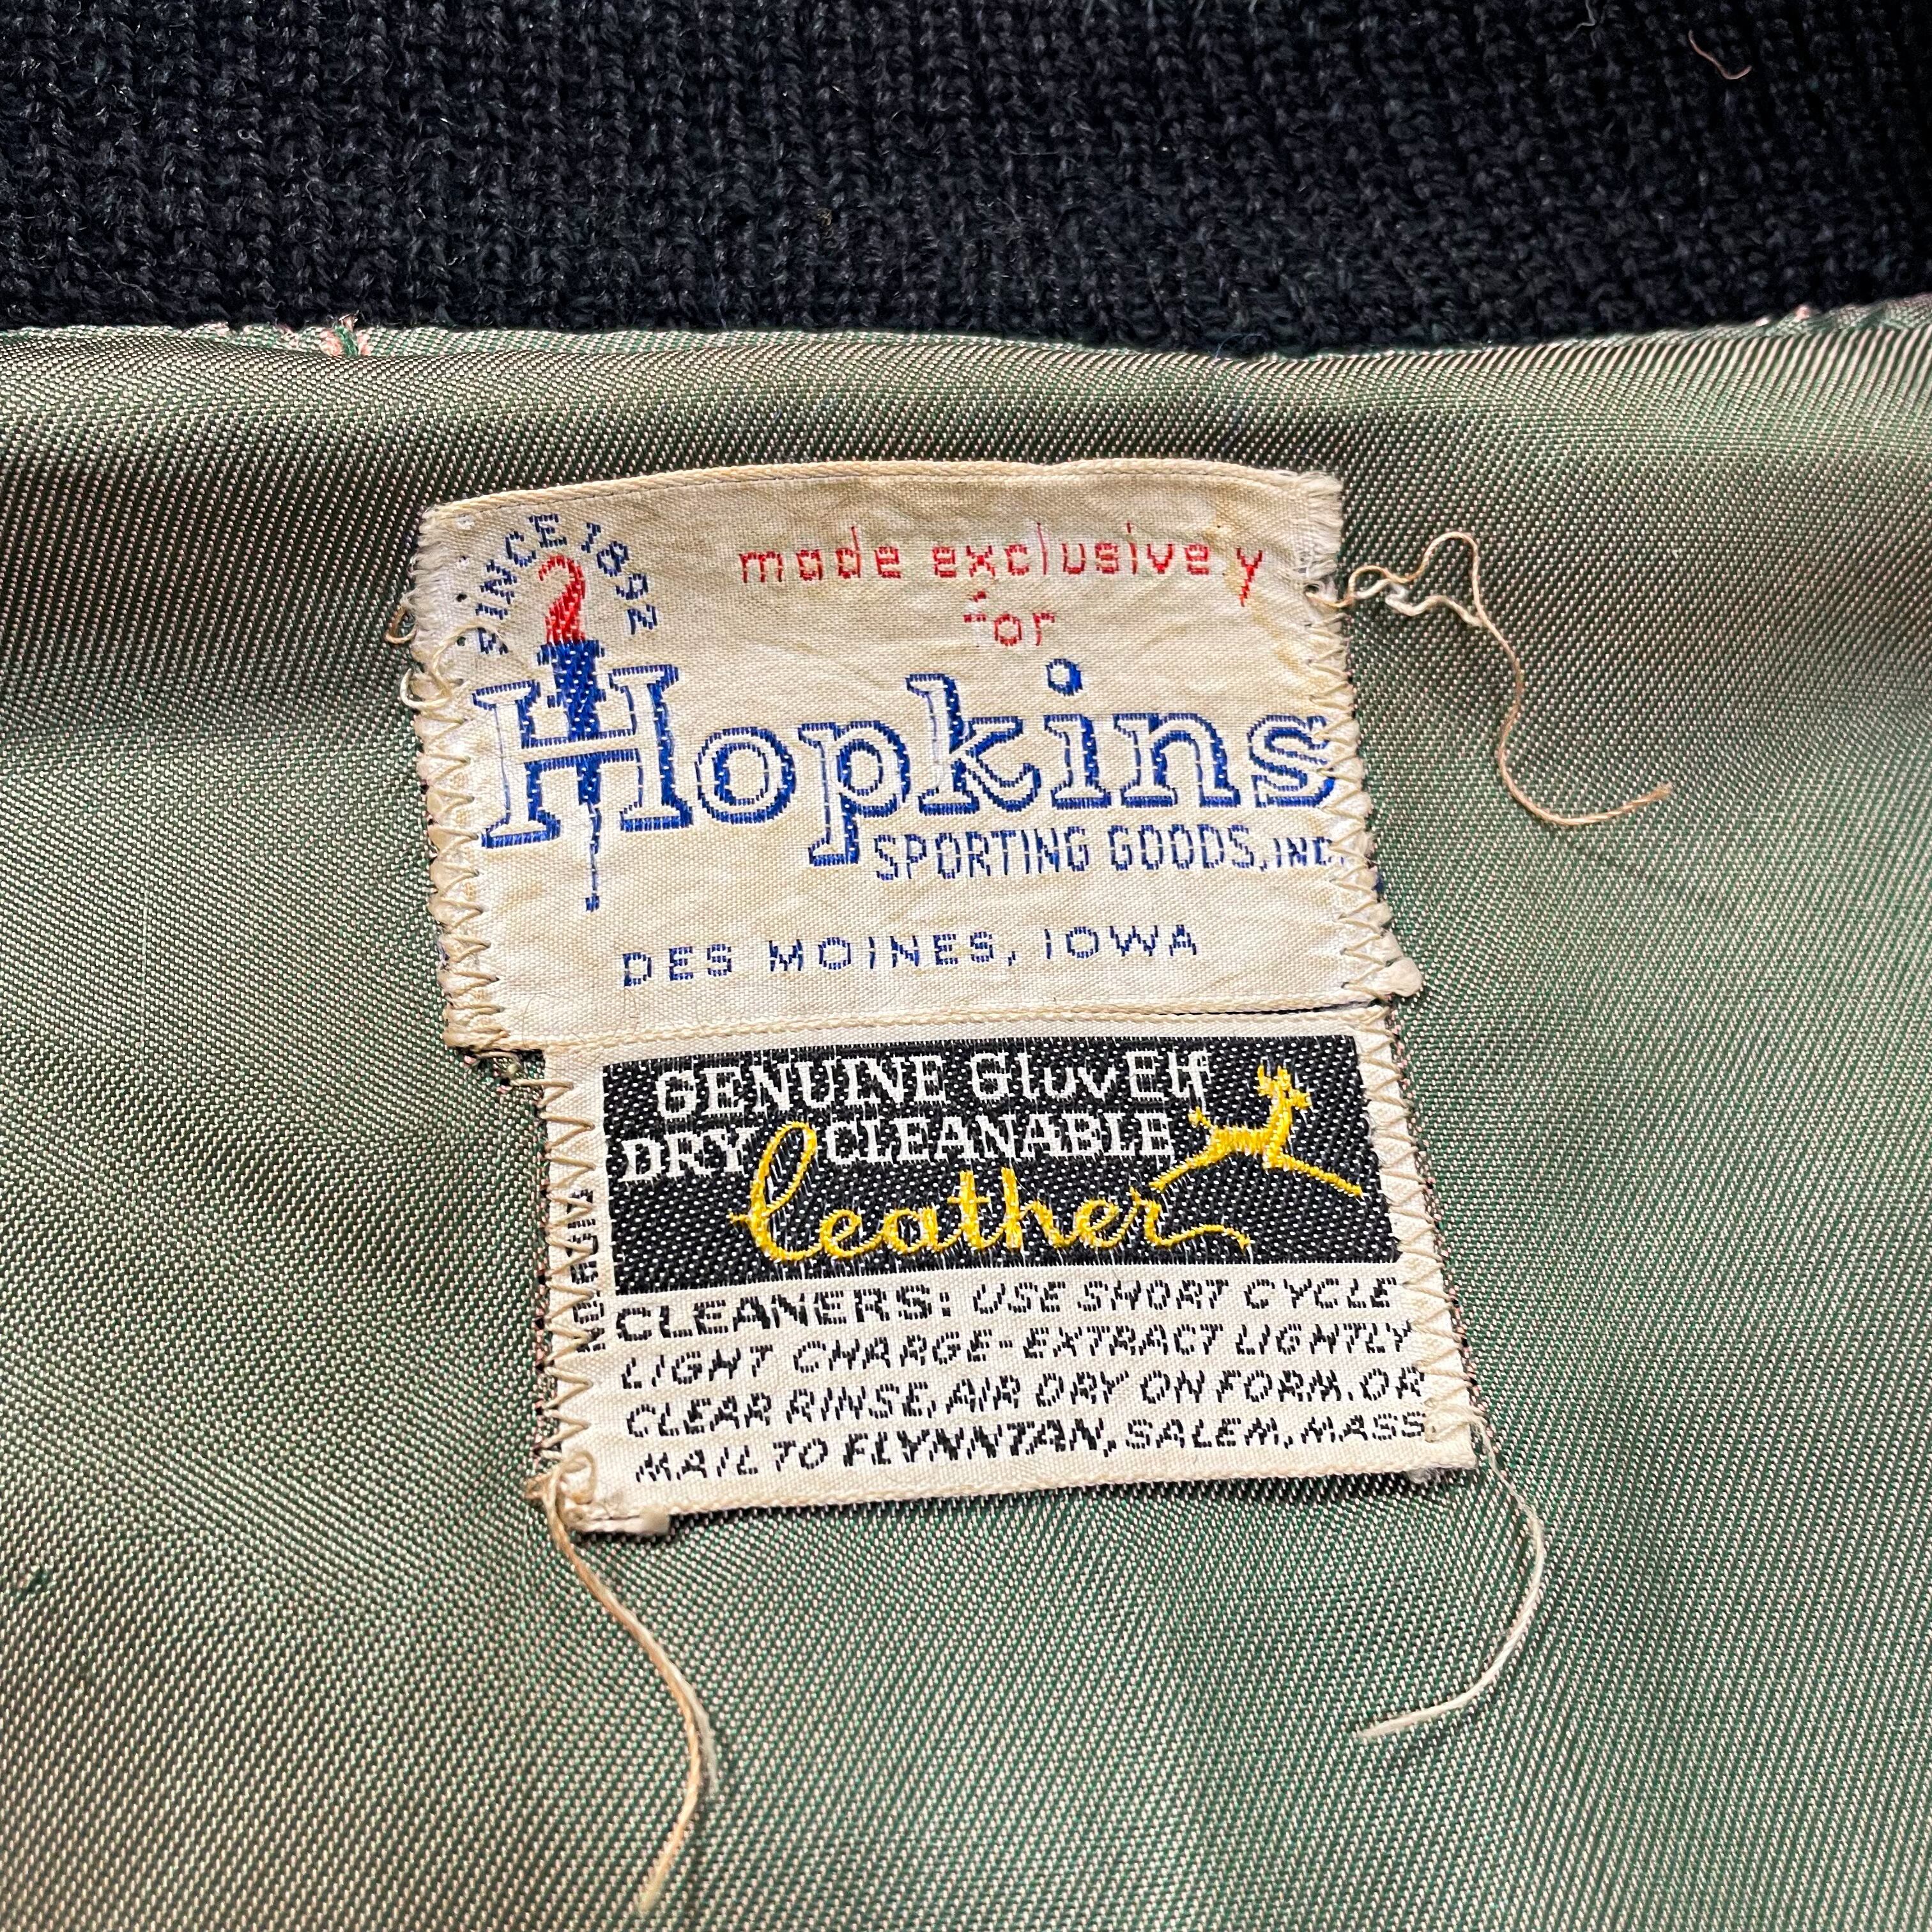 SINCE 1892
made exclusively
for
Hopkins
SPORTING GOODS, INC.
DES MOINES, IOWA
GENUINE GluvElf
DRY CLEANABLE
leather
CLEANERS: USE SHORT CYCLE
LIGHT CHARGE-EXTRACT LIGHTLY
CLEAR RINSE, AIR DRY ON FORM. OR
MAIL TO FLYNNTAN, SALEM, MASS.